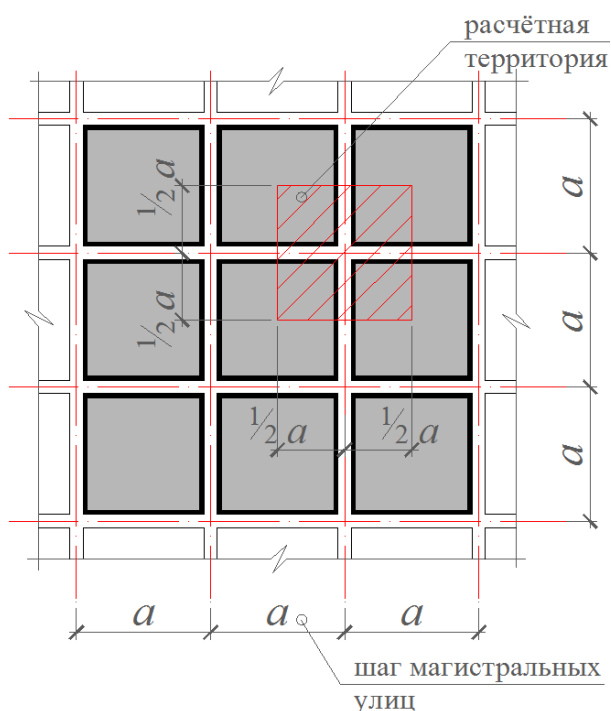 расчётная
территория
½ a
½ a
a
a
½ a
½ a
a
a
a
a
шаг магистральных
улиц